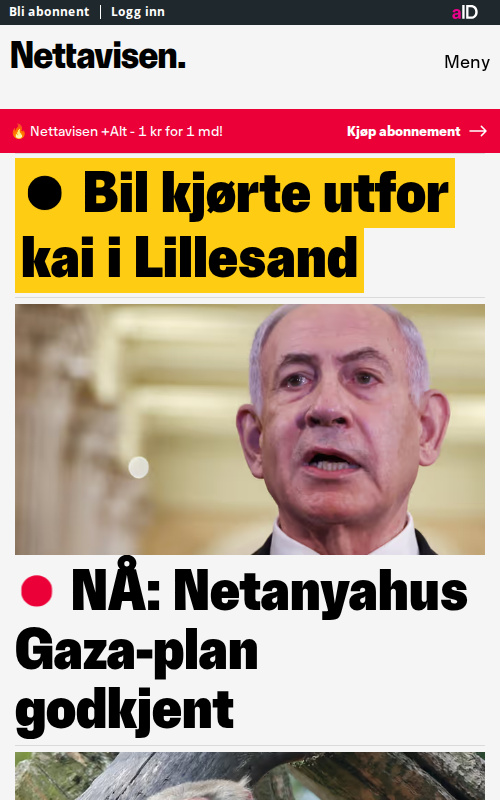 Bli abonnent | Logg inn
aID
Nettavisen.
Meny
🔥 Nettavisen +Alt - 1 kr for 1 md!
Kjøp abonnement →
● Bil kjørte utfor
kai i Lillesand
● NÅ: Netanyahus
Gaza-plan
godkjent